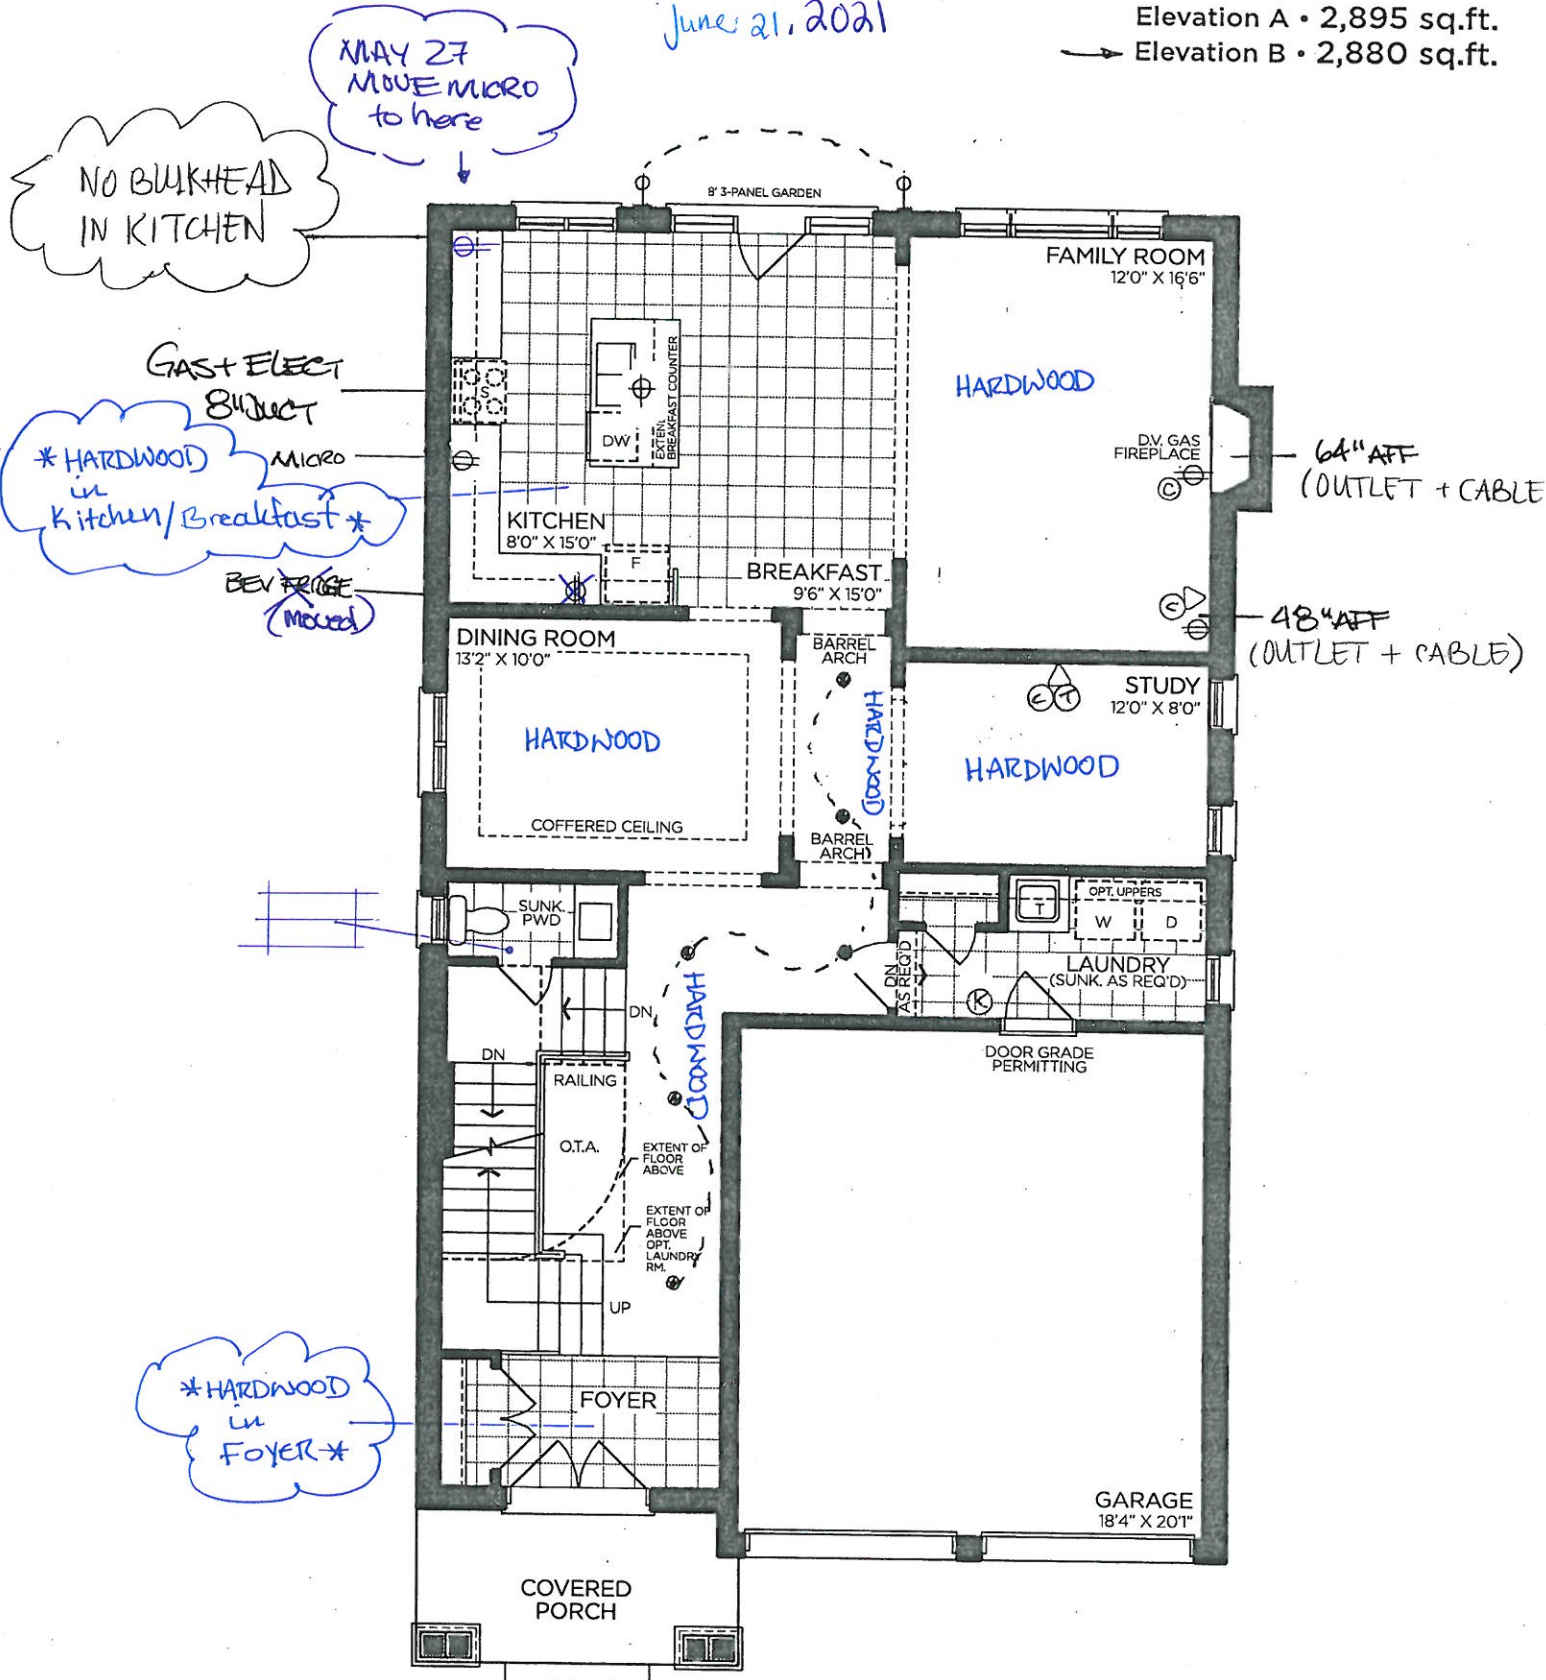 June 21, 2021
Elevation A • 2,895 sq.ft.
Elevation B • 2,880 sq.ft.
MAY 27
MOVE MICRO
to here
NO BULKHEAD
IN KITCHEN
8' 3-PANEL GARDEN
FAMILY ROOM
12'0" X 16'6"
HARDWOOD
GAS + ELECT
8" DUCT
S
DW
EXTEN.
BREAKFAST COUNTER
D.V. GAS
FIREPLACE
C
64" AFF
(OUTLET + CABLE
* HARDWOOD
in
Kitchen/Breakfast *
MICRO
KITCHEN
8'0" X 15'0"
F
BREAKFAST
9'6" X 15'0"
BEV FRIDGE
(moved)
C
48" AFF
(OUTLET + CABLE)
DINING ROOM
13'2" X 10'0"
HARDWOOD
COFFERED CEILING
BARREL
ARCH
HARDWOOD
BARREL
ARCH
STUDY
12'0" X 8'0"
C T
HARDWOOD
SUNK.
PWD
OPT. UPPERS
T
W
D
LAUNDRY
(SUNK. AS REQ'D)
DN
AS REQ'D
K
DOOR GRADE
PERMITTING
DN
DN
RAILING
HARDWOOD
O.T.A.
EXTENT OF
FLOOR
ABOVE
EXTENT OF
FLOOR
ABOVE
OPT.
LAUNDRY
RM.
UP
* HARDWOOD
in
FOYER *
FOYER
GARAGE
18'4" X 20'1"
COVERED
PORCH